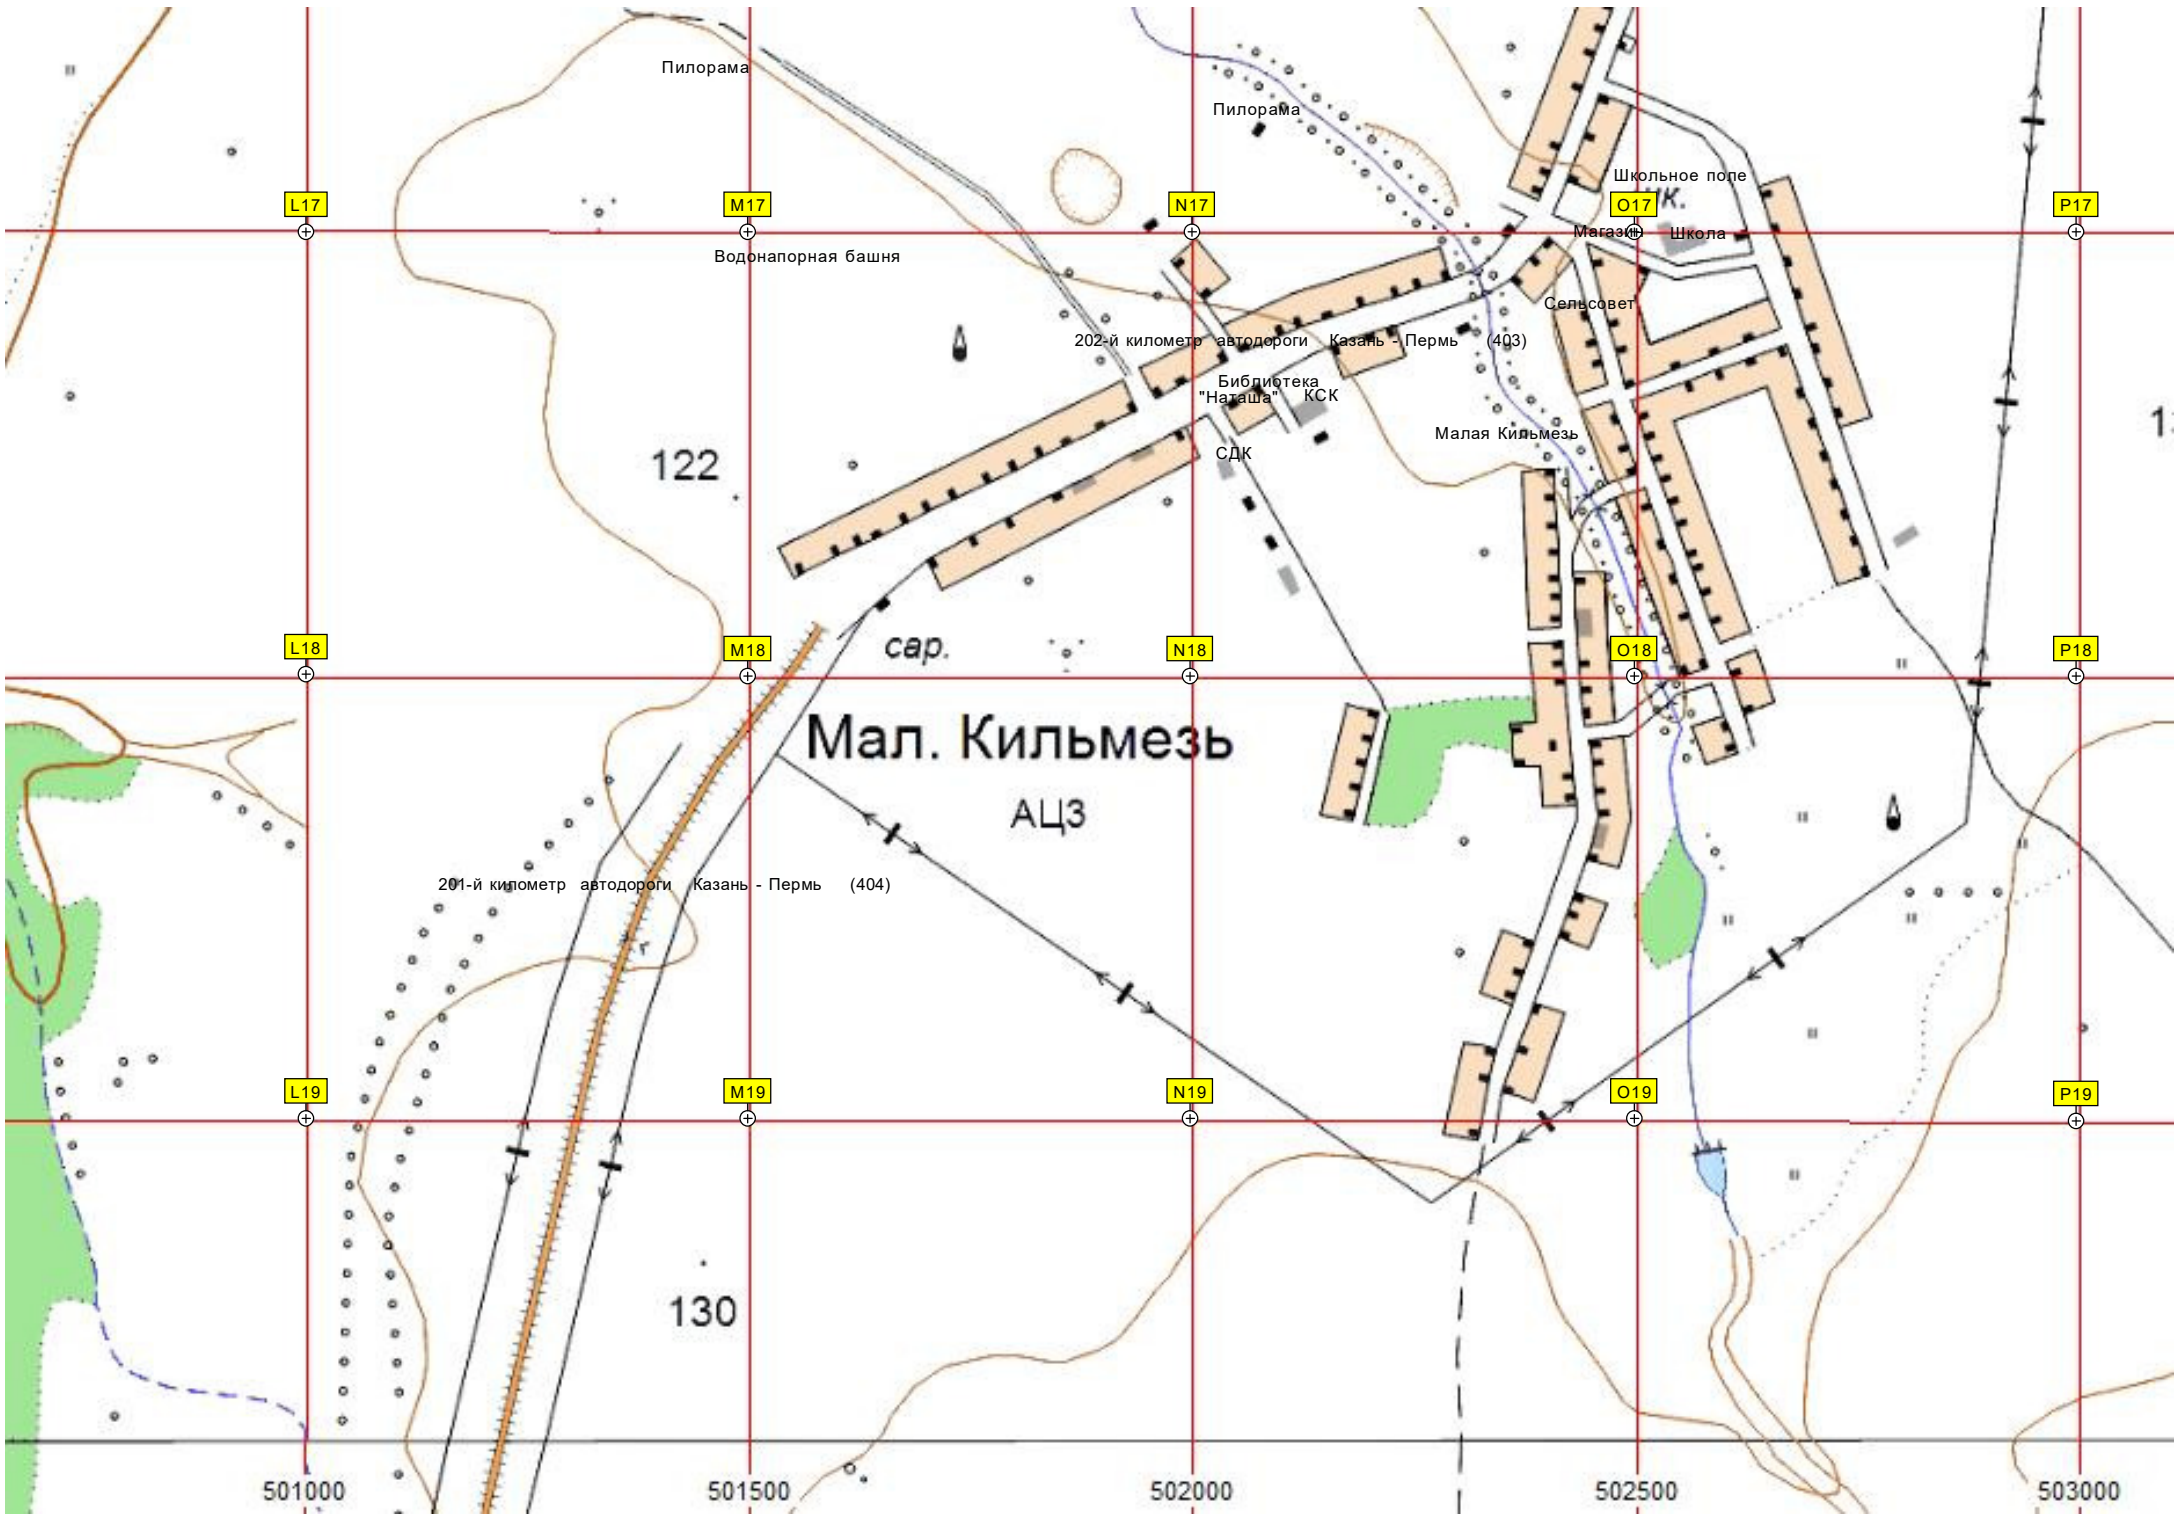 Пилорама
Пилорама
Школьное поле
L17
M17
N17
O17
P17
Магазин
Школа
Водонапорная башня
Сельсовет
202-й километр автодороги Казань - Пермь (403)
Библиотека
"Наташа"
КСК
Малая Кильмезь
СДК
122
сар.
L18
M18
N18
O18
P18
Мал. Кильмезь
АЦЗ
201-й километр автодороги Казань - Пермь (404)
г
L19
M19
N19
O19
P19
130
501000
501500
502000
502500
503000